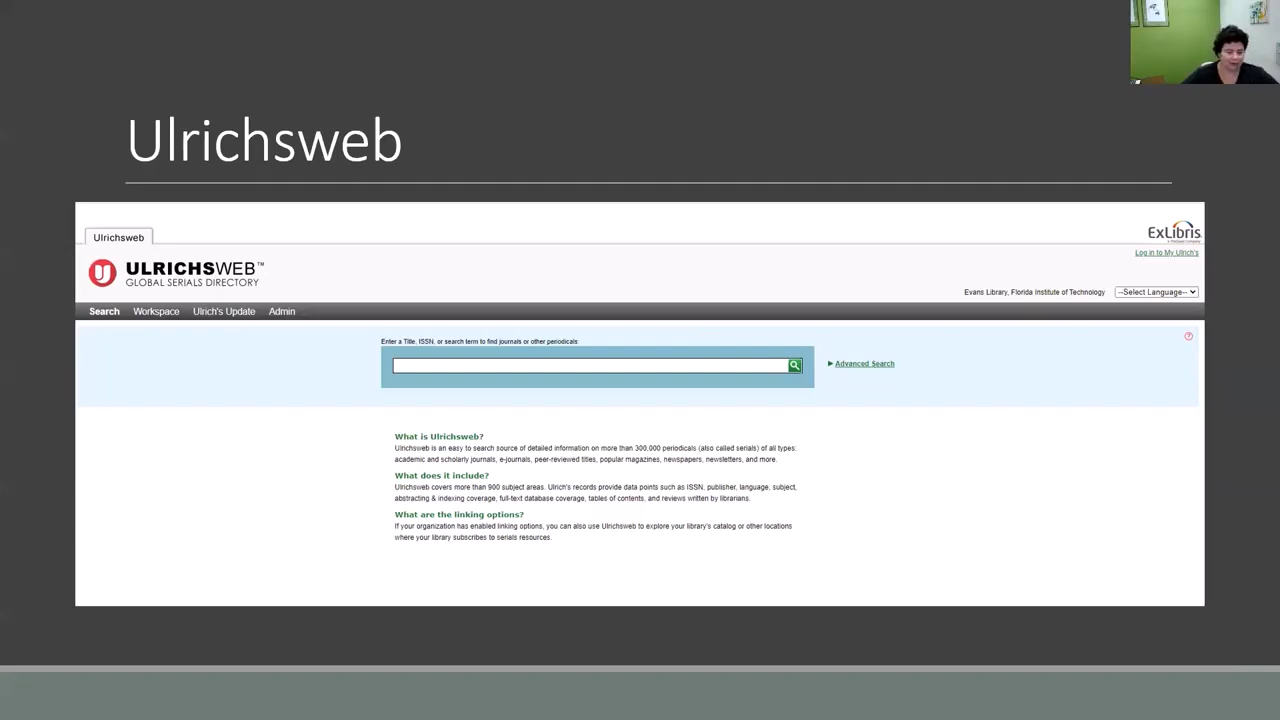 Ulrichsweb
Ulrichsweb
ExLibris
Log in to My Ulrich's
ULRICHSWEB™
GLOBAL SERIALS DIRECTORY
Evans Library, Florida Institute of Technology --Select Language--
Search Workspace Ulrich's Update Admin
Enter a Title, ISSN, or search term to find journals or other periodicals
Advanced Search
What is Ulrichsweb?
Ulrichsweb is an easy to search source of detailed information on more than 300,000 periodicals (also called serials) of all types:
academic and scholarly journals, e-journals, peer-reviewed titles, popular magazines, newspapers, newsletters, and more.
What does it include?
Ulrichsweb covers more than 900 subject areas. Ulrich's records provide data points such as ISSN, publisher, language, subject,
abstracting & indexing coverage, full-text database coverage, tables of contents, and reviews written by librarians.
What are the linking options?
If your organization has enabled linking options, you can also use Ulrichsweb to explore your library's catalog or other locations
where your library subscribes to serials resources.